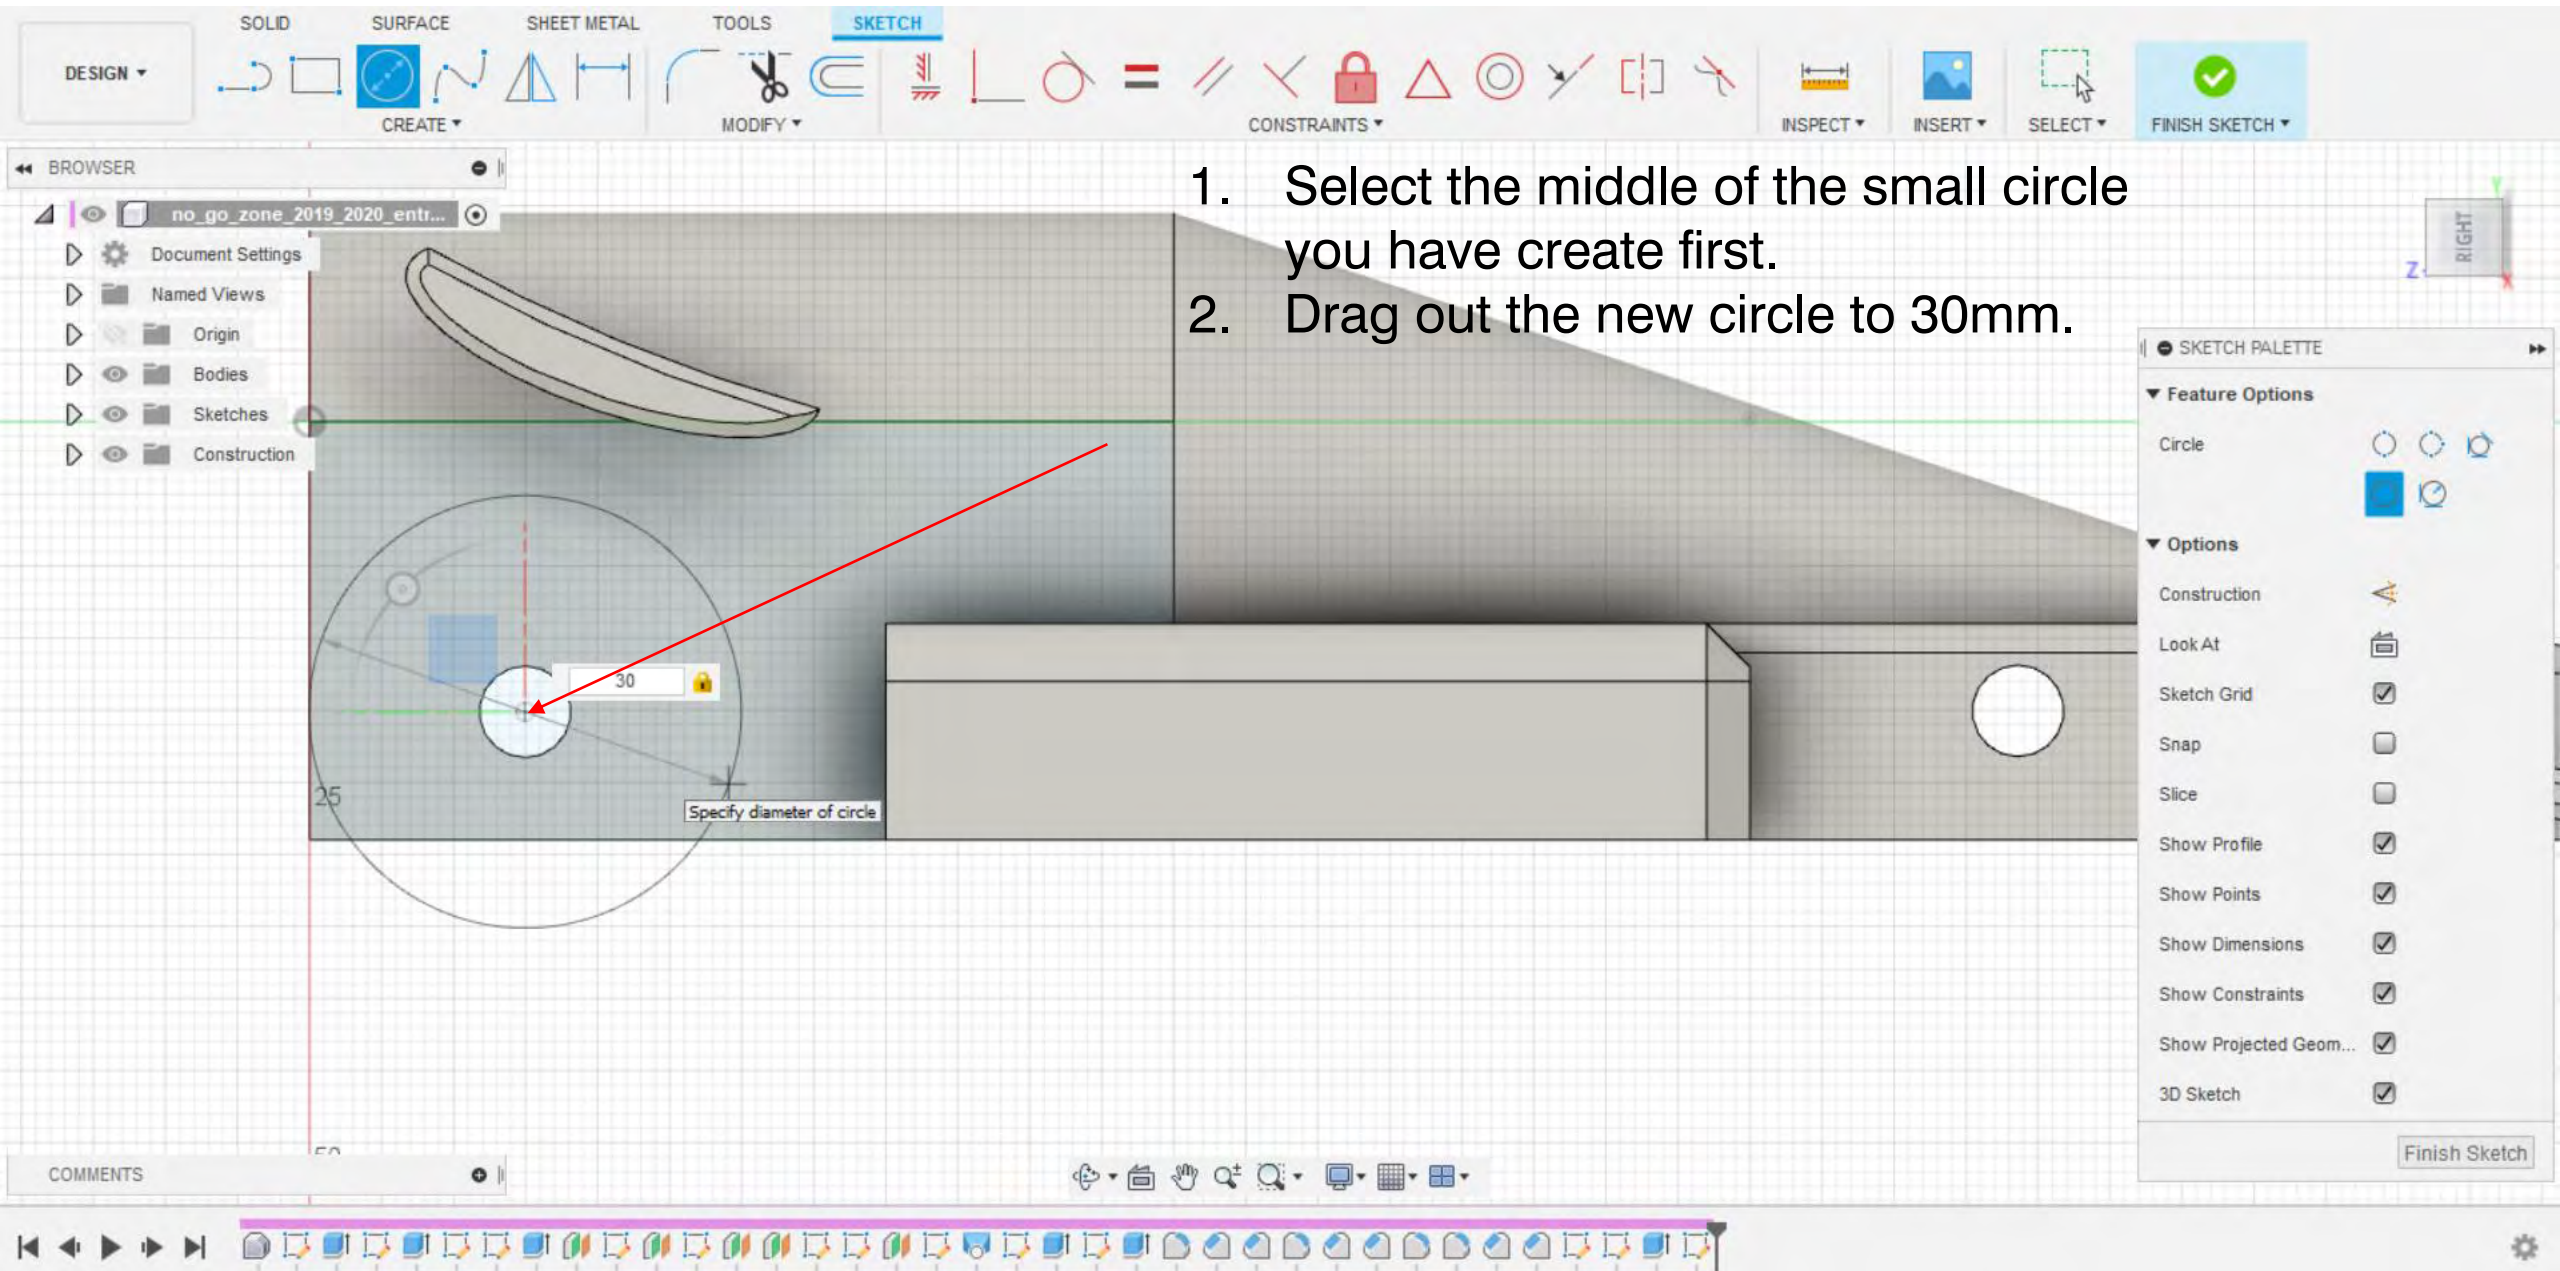 SOLID SURFACE SHEET METAL TOOLS SKETCH
DESIGN
CREATE MODIFY CONSTRAINTS INSPECT INSERT SELECT FINISH SKETCH
BROWSER
no_go_zone_2019_2020_entr...
Document Settings
Named Views
Origin
Bodies
Sketches
Construction
1. Select the middle of the small circle
you have create first.
2. Drag out the new circle to 30mm.
RIGHT
Y
Z
X
30
Specify diameter of circle
25
SKETCH PALETTE
Feature Options
Circle
Options
Construction
Look At
Sketch Grid
Snap
Slice
Show Profile
Show Points
Show Dimensions
Show Constraints
Show Projected Geom...
3D Sketch
Finish Sketch
COMMENTS